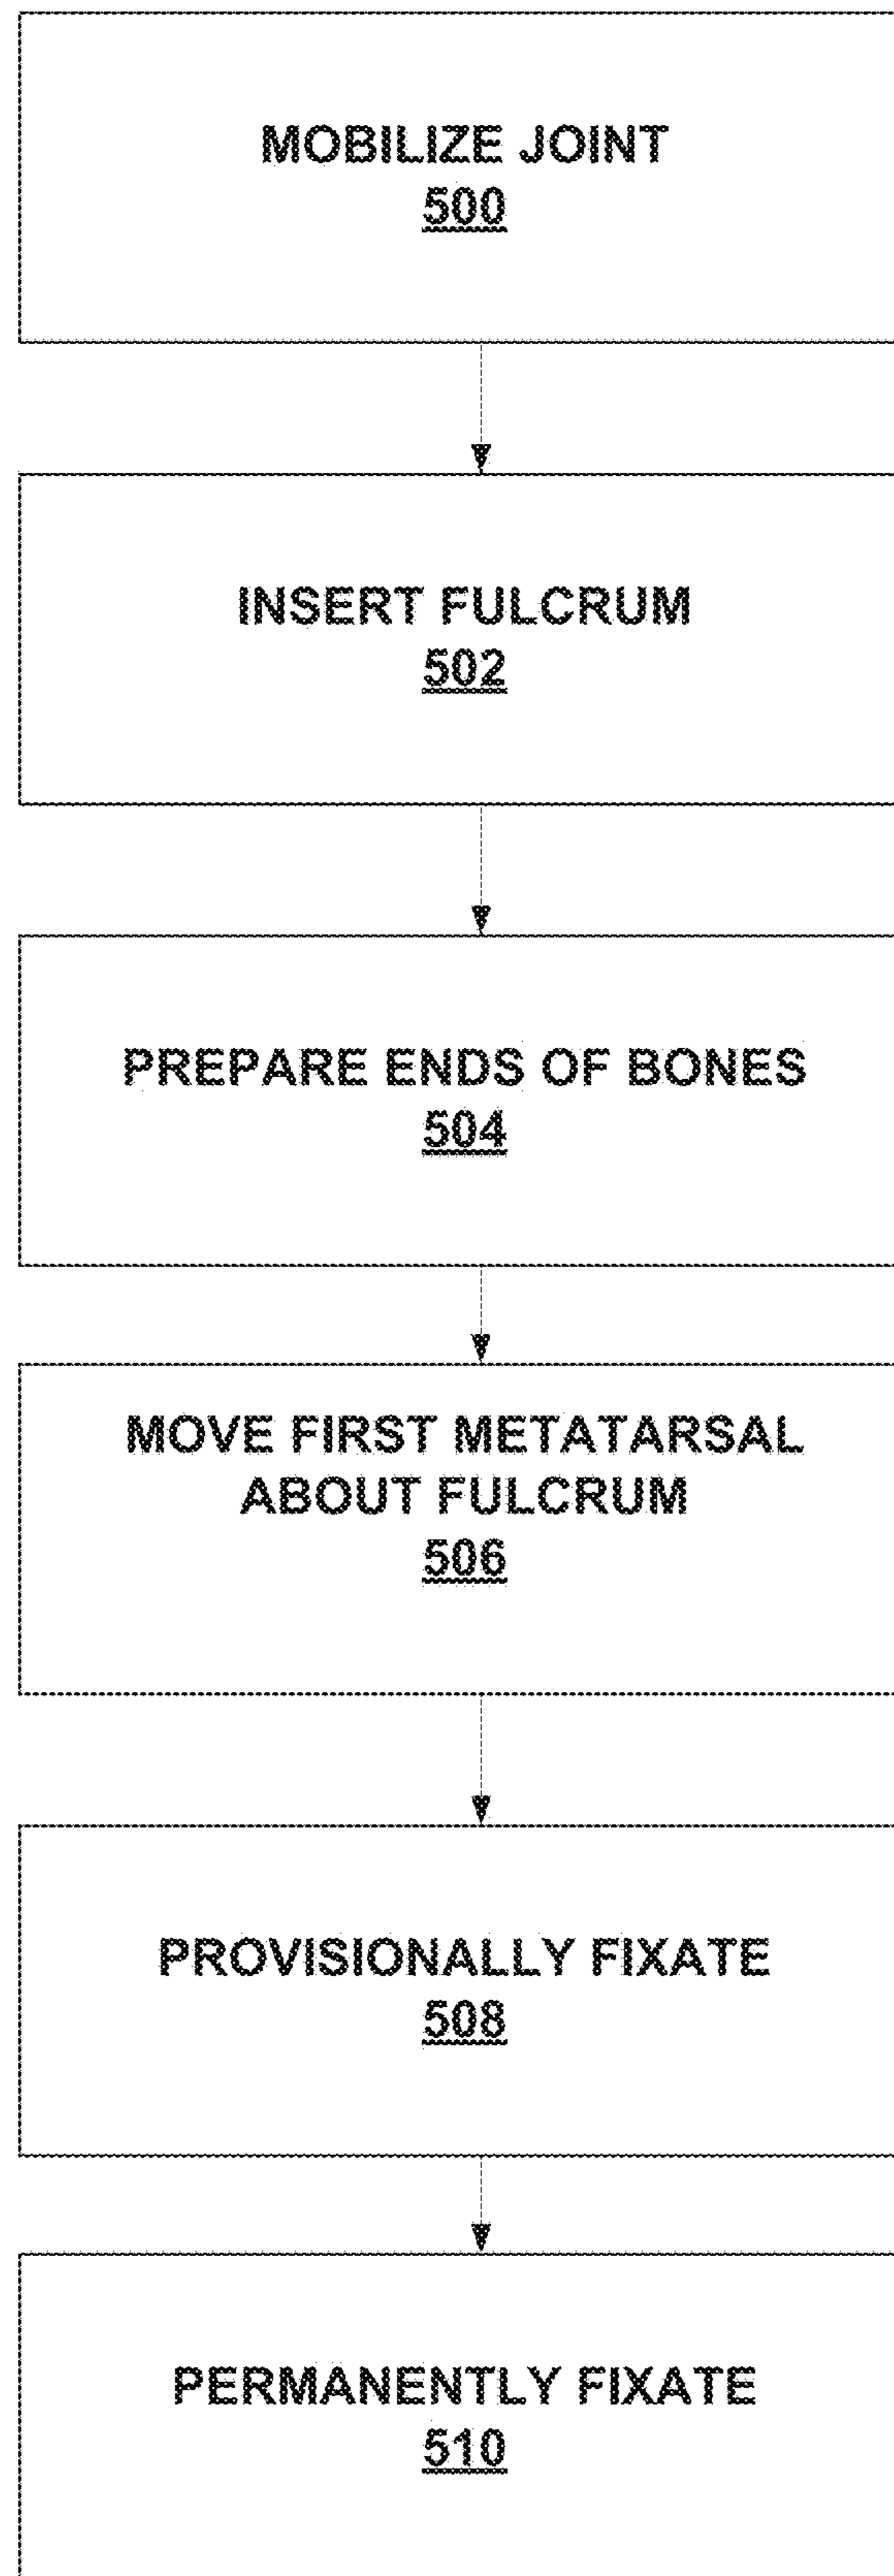 MOBILIZE JOINT
500
INSERT FULCRUM
502
PREPARE ENDS OF BONES
504
MOVE FIRST METATARSAL
ABOUT FULCRUM
506
PROVISIONALLY FIXATE
508
PERMANENTLY FIXATE
510